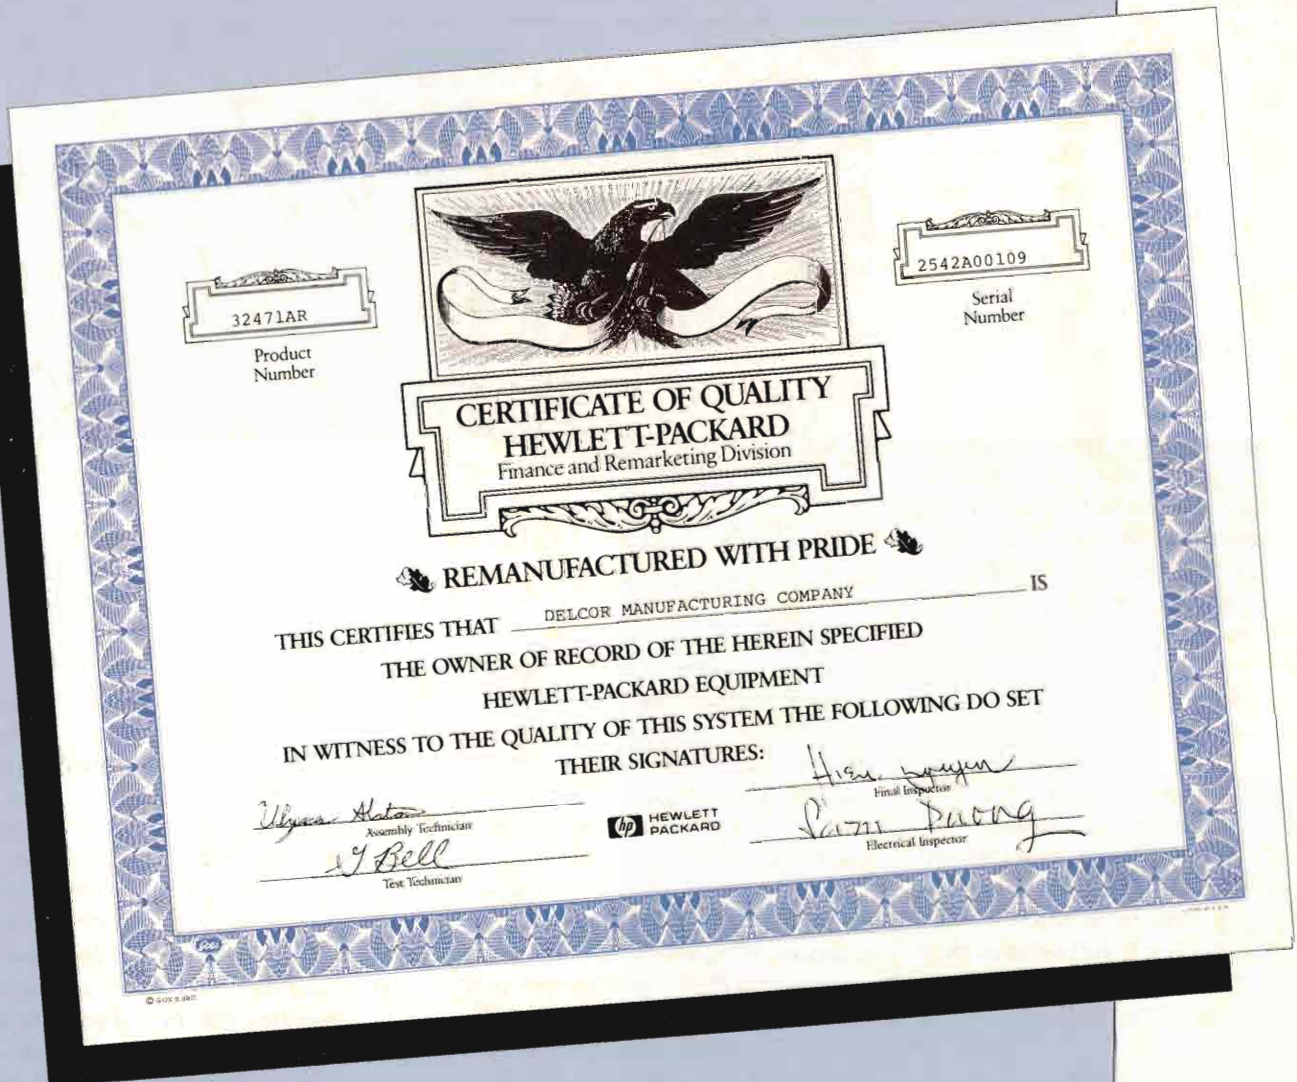 32471AR
Product
Number
2542A00109
Serial
Number
CERTIFICATE OF QUALITY
HEWLETT-PACKARD
Finance and Remarketing Division
REMANUFACTURED WITH PRIDE
THIS CERTIFIES THAT DELCOR MANUFACTURING COMPANY IS
THE OWNER OF RECORD OF THE HEREIN SPECIFIED
HEWLETT-PACKARD EQUIPMENT
IN WITNESS TO THE QUALITY OF THIS SYSTEM THE FOLLOWING DO SET
THEIR SIGNATURES:
Assembly Technician
Bell
Test Technician
hp HEWLETT
PACKARD
Final Inspector
Electrical Inspector
Goes